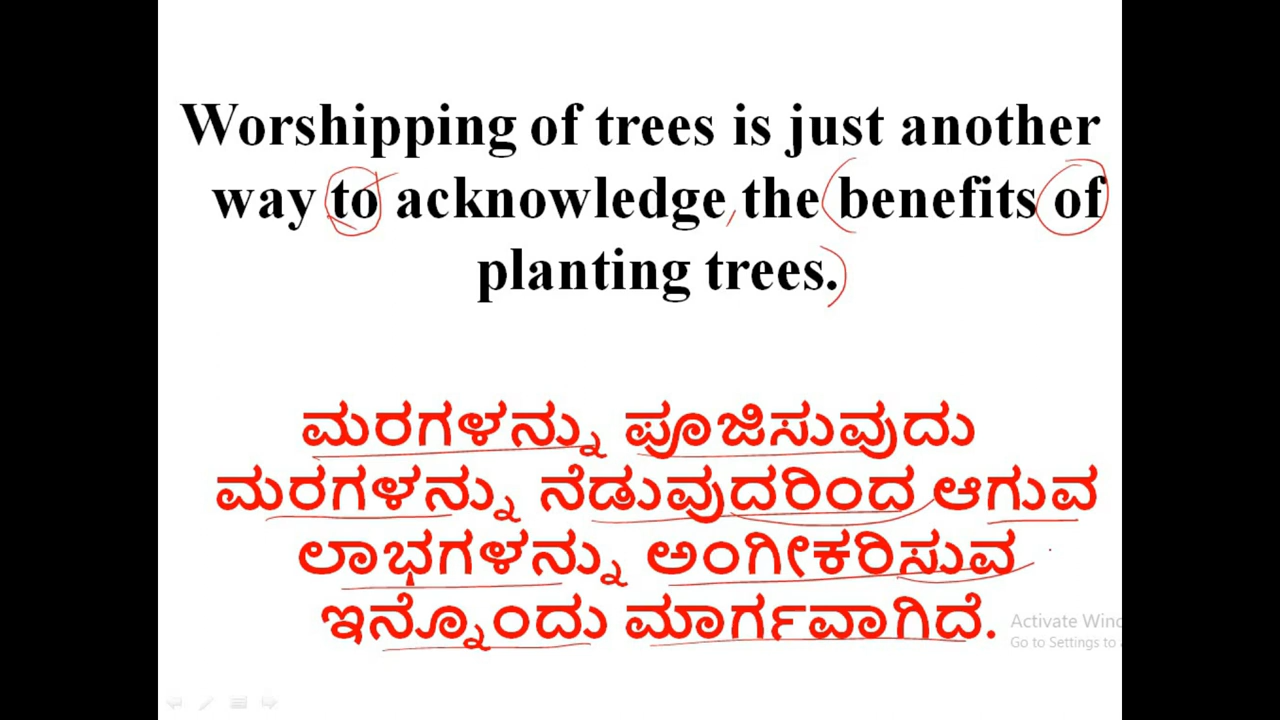 Worshipping of trees is just another
way to acknowledge the benefits of
planting trees.
ಮರಗಳನ್ನು ಪೂಜಿಸುವುದು
ಮರಗಳನ್ನು ನೆಡುವುದರಿಂದ ಆಗುವ
ಲಾಭಗಳನ್ನು ಅಂಗೀಕರಿಸುವ
ಇನ್ನೊಂದು ಮಾರ್ಗವಾಗಿದೆ.
Activate Wind
Go to Settings to